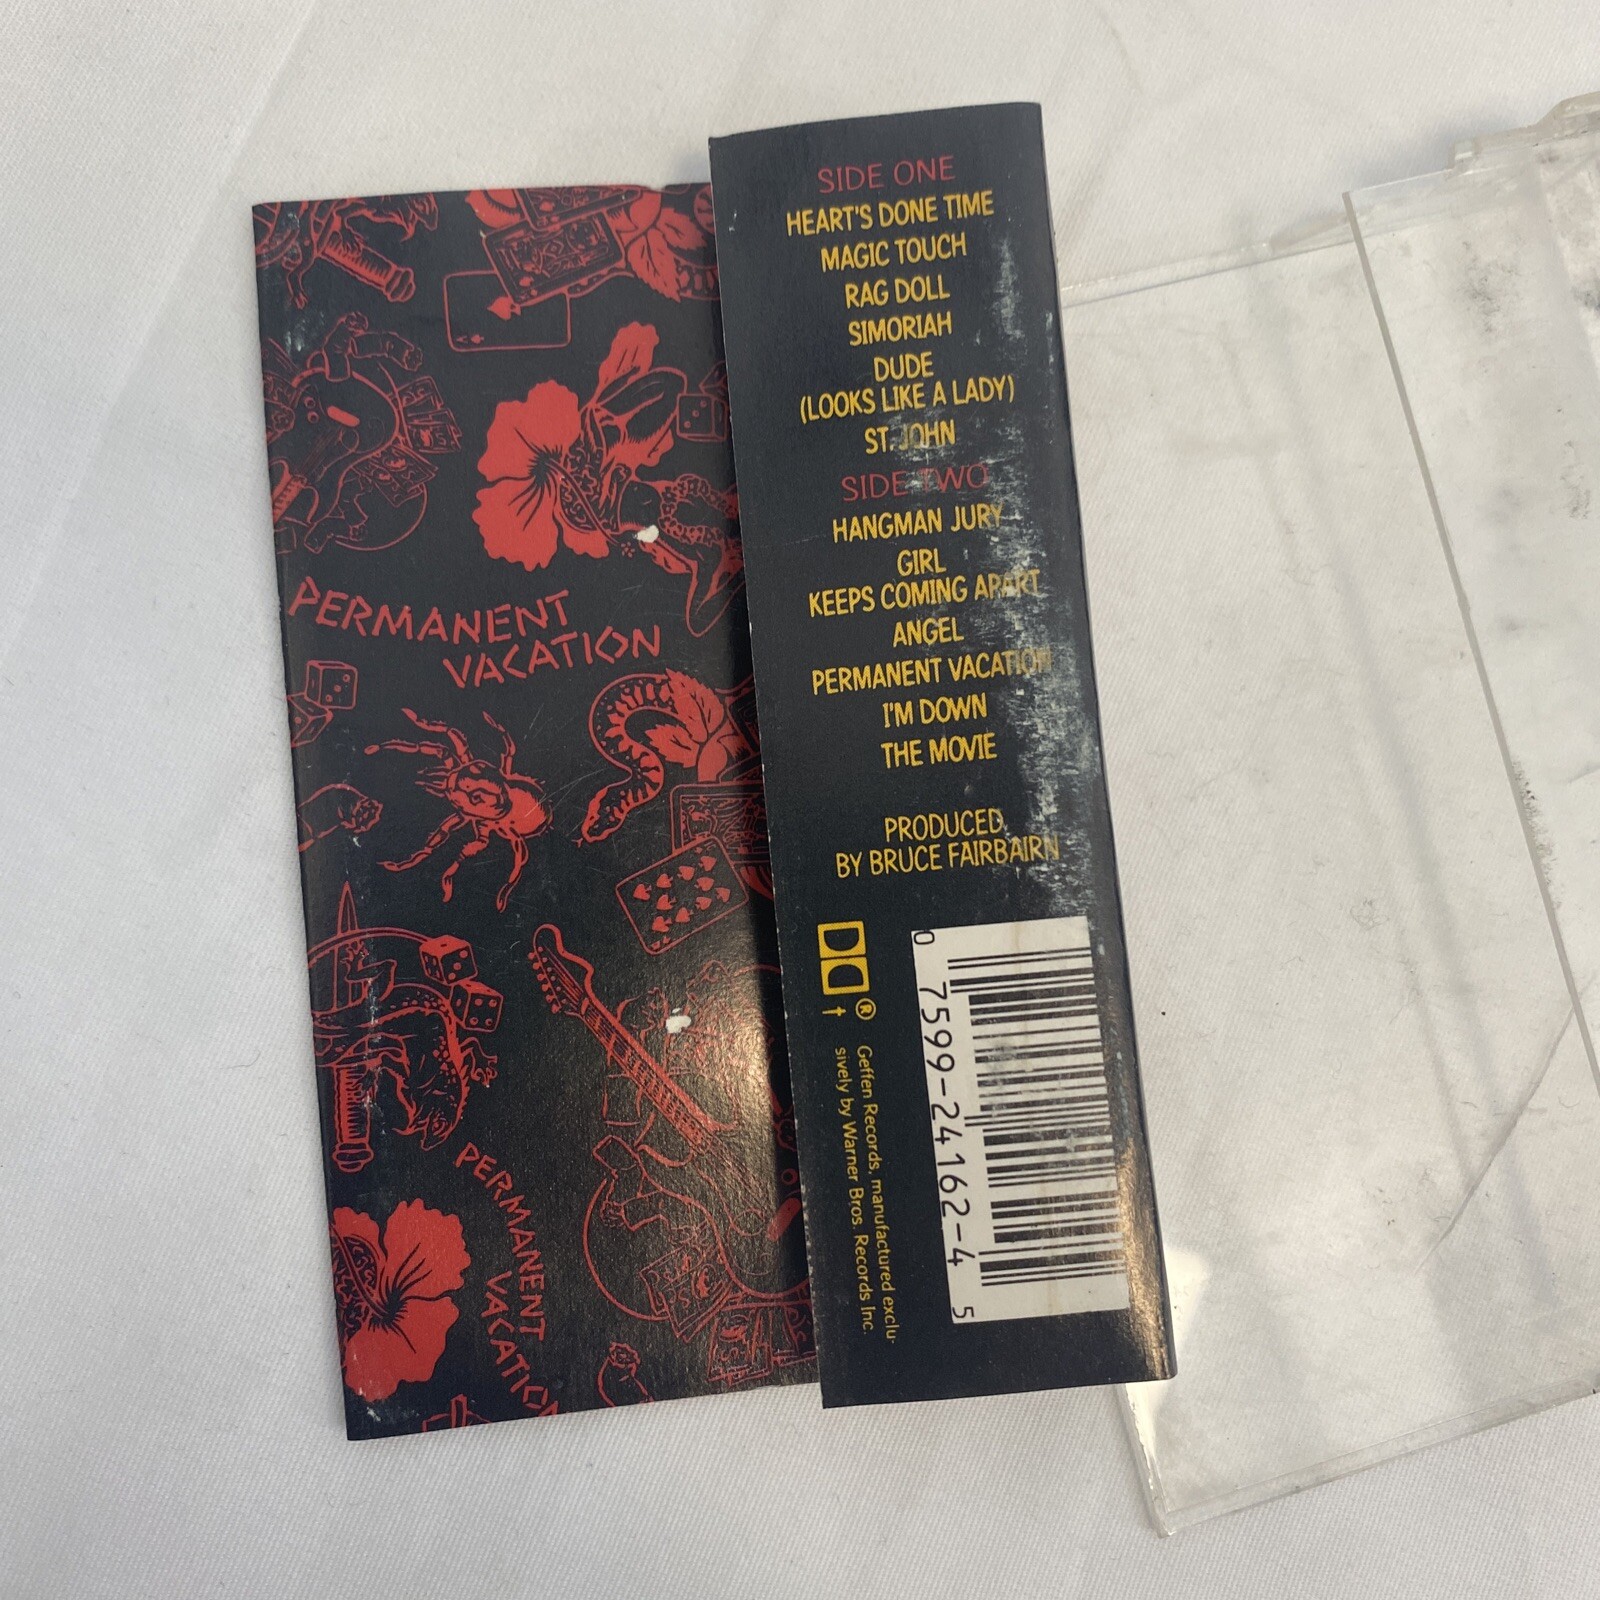 PERMANENT
VACATION
PERMANENT
VACATION
SIDE ONE
HEART'S DONE TIME
MAGIC TOUCH
RAG DOLL
SIMORIAH
DUDE
(LOOKS LIKE A LADY)
ST. JOHN
SIDE TWO
HANGMAN JURY
GIRL
KEEPS COMING APART
ANGEL
PERMANENT VACATION
I'M DOWN
THE MOVIE
PRODUCED
BY BRUCE FAIRBAIRN
® †
Geffen Records, manufactured exclu-
sively by Warner Bros. Records Inc.
0 7599-24162-4 5